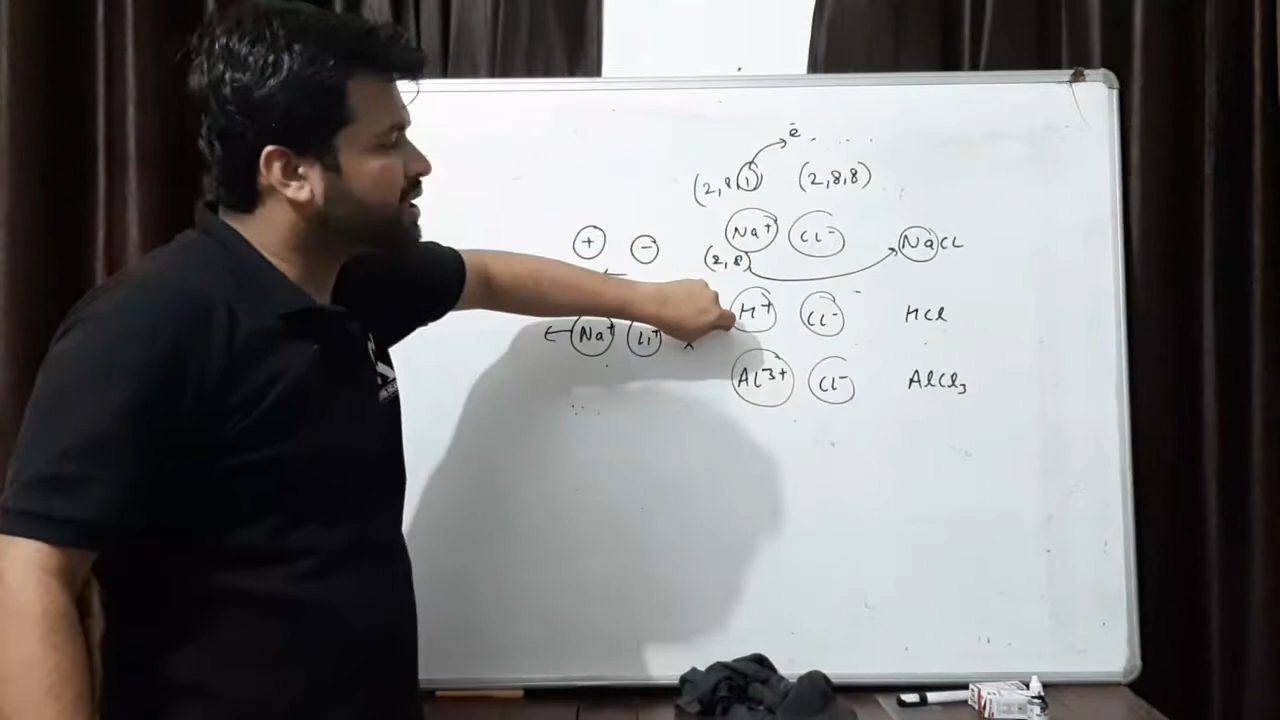 ē
(2,8,1) (2,8,8)
Na⁺ Cl⁻ NaCl
+ −
(2,8)
H⁺ Cl⁻ HCl
Na⁺ Li⁺ x
Al³⁺ Cl⁻ AlCl₃